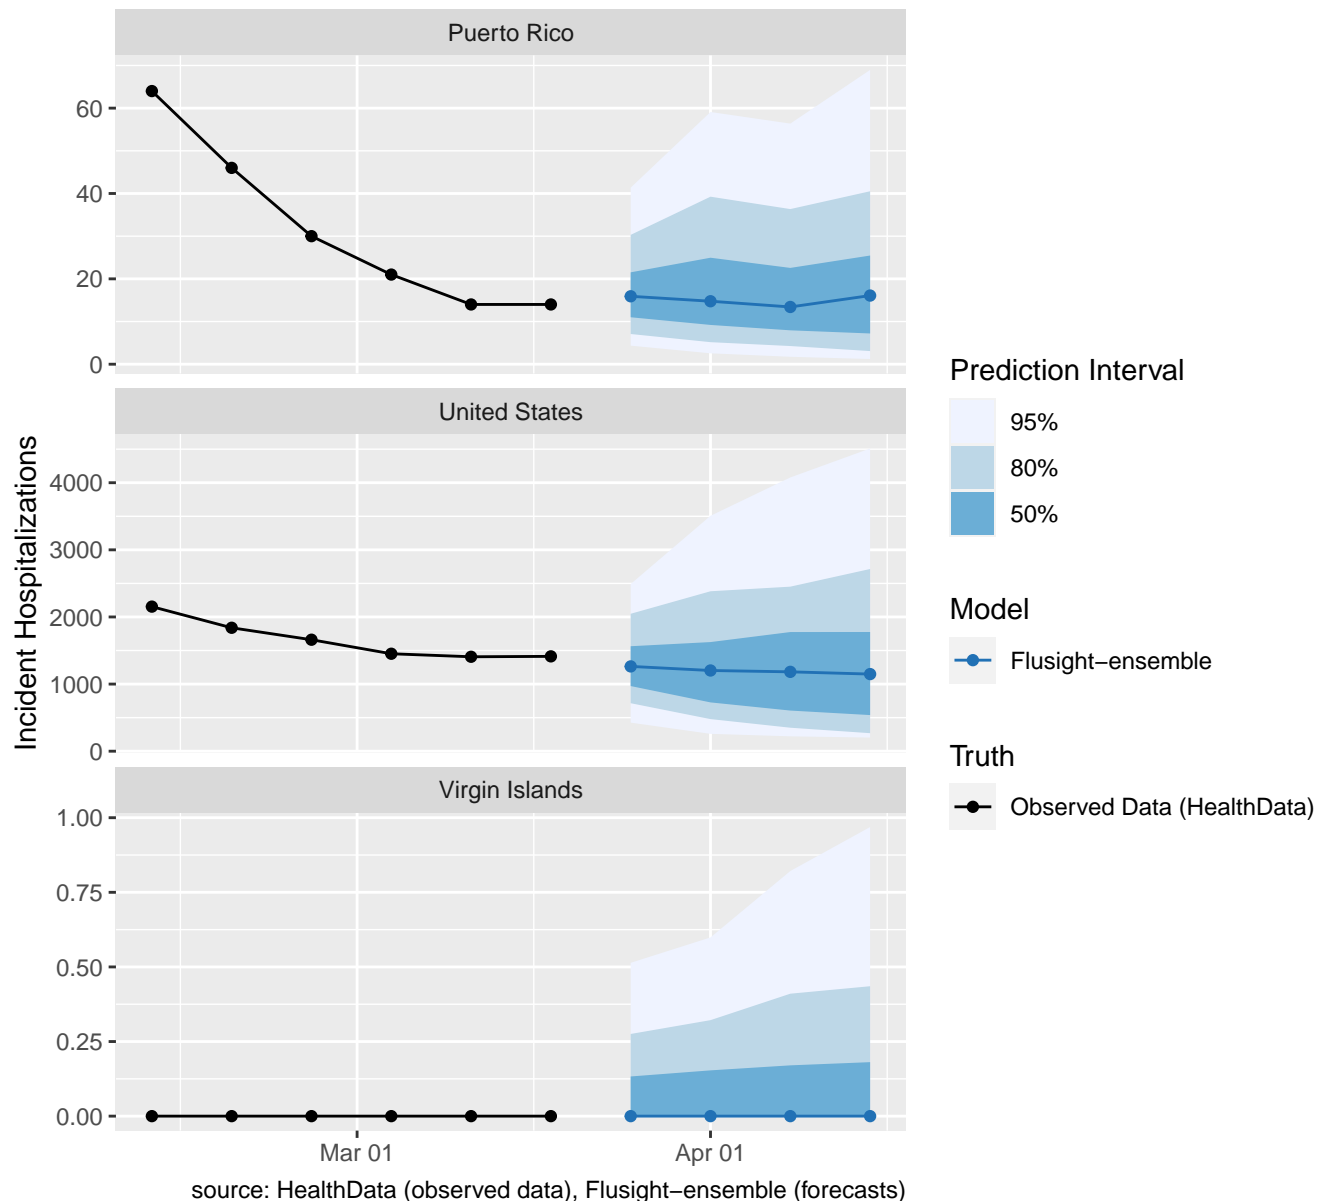 Puerto Rico
60
40
20
0
United States
4000
3000
2000
1000
0
Virgin Islands
1.00
0.75
0.50
0.25
0.00
Incident Hospitalizations
Mar 01
Apr 01
source: HealthData (observed data), Flusight−ensemble (forecasts)
Prediction Interval
95%
80%
50%
Model
Flusight−ensemble
Truth
Observed Data (HealthData)